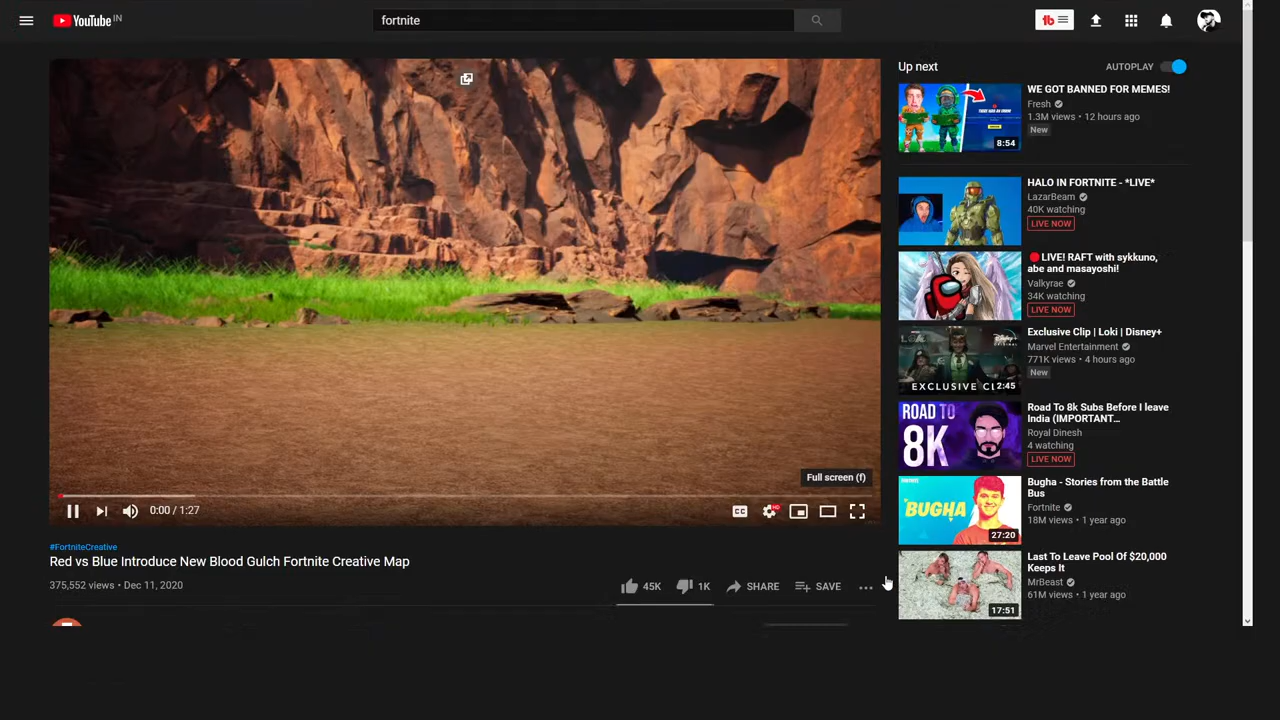 YouTube IN
fortnite
tb
Up next
AUTOPLAY
WE GOT BANNED FOR MEMES!
Fresh
1.3M views • 12 hours ago
New
8:54
HALO IN FORTNITE - *LIVE*
LazarBeam
40K watching
LIVE NOW
🔴LIVE! RAFT with sykkuno,
abe and masayoshi!
Valkyrae
34K watching
LIVE NOW
Exclusive Clip | Loki | Disney+
Marvel Entertainment
771K views • 4 hours ago
New
EXCLUSIVE CL
2:45
ROAD TO
8K
Road To 8k Subs Before I leave
India (IMPORTANT…
Royal Dinesh
4 watching
LIVE NOW
BUGHA
27:20
Bugha - Stories from the Battle
Bus
Fortnite
18M views • 1 year ago
17:51
Last To Leave Pool Of $20,000
Keeps It
MrBeast
61M views • 1 year ago
Full screen (f)
0:00 / 1:27
CC
HD
#FortniteCreative
Red vs Blue Introduce New Blood Gulch Fortnite Creative Map
375,552 views • Dec 11, 2020
45K
1K
SHARE
SAVE